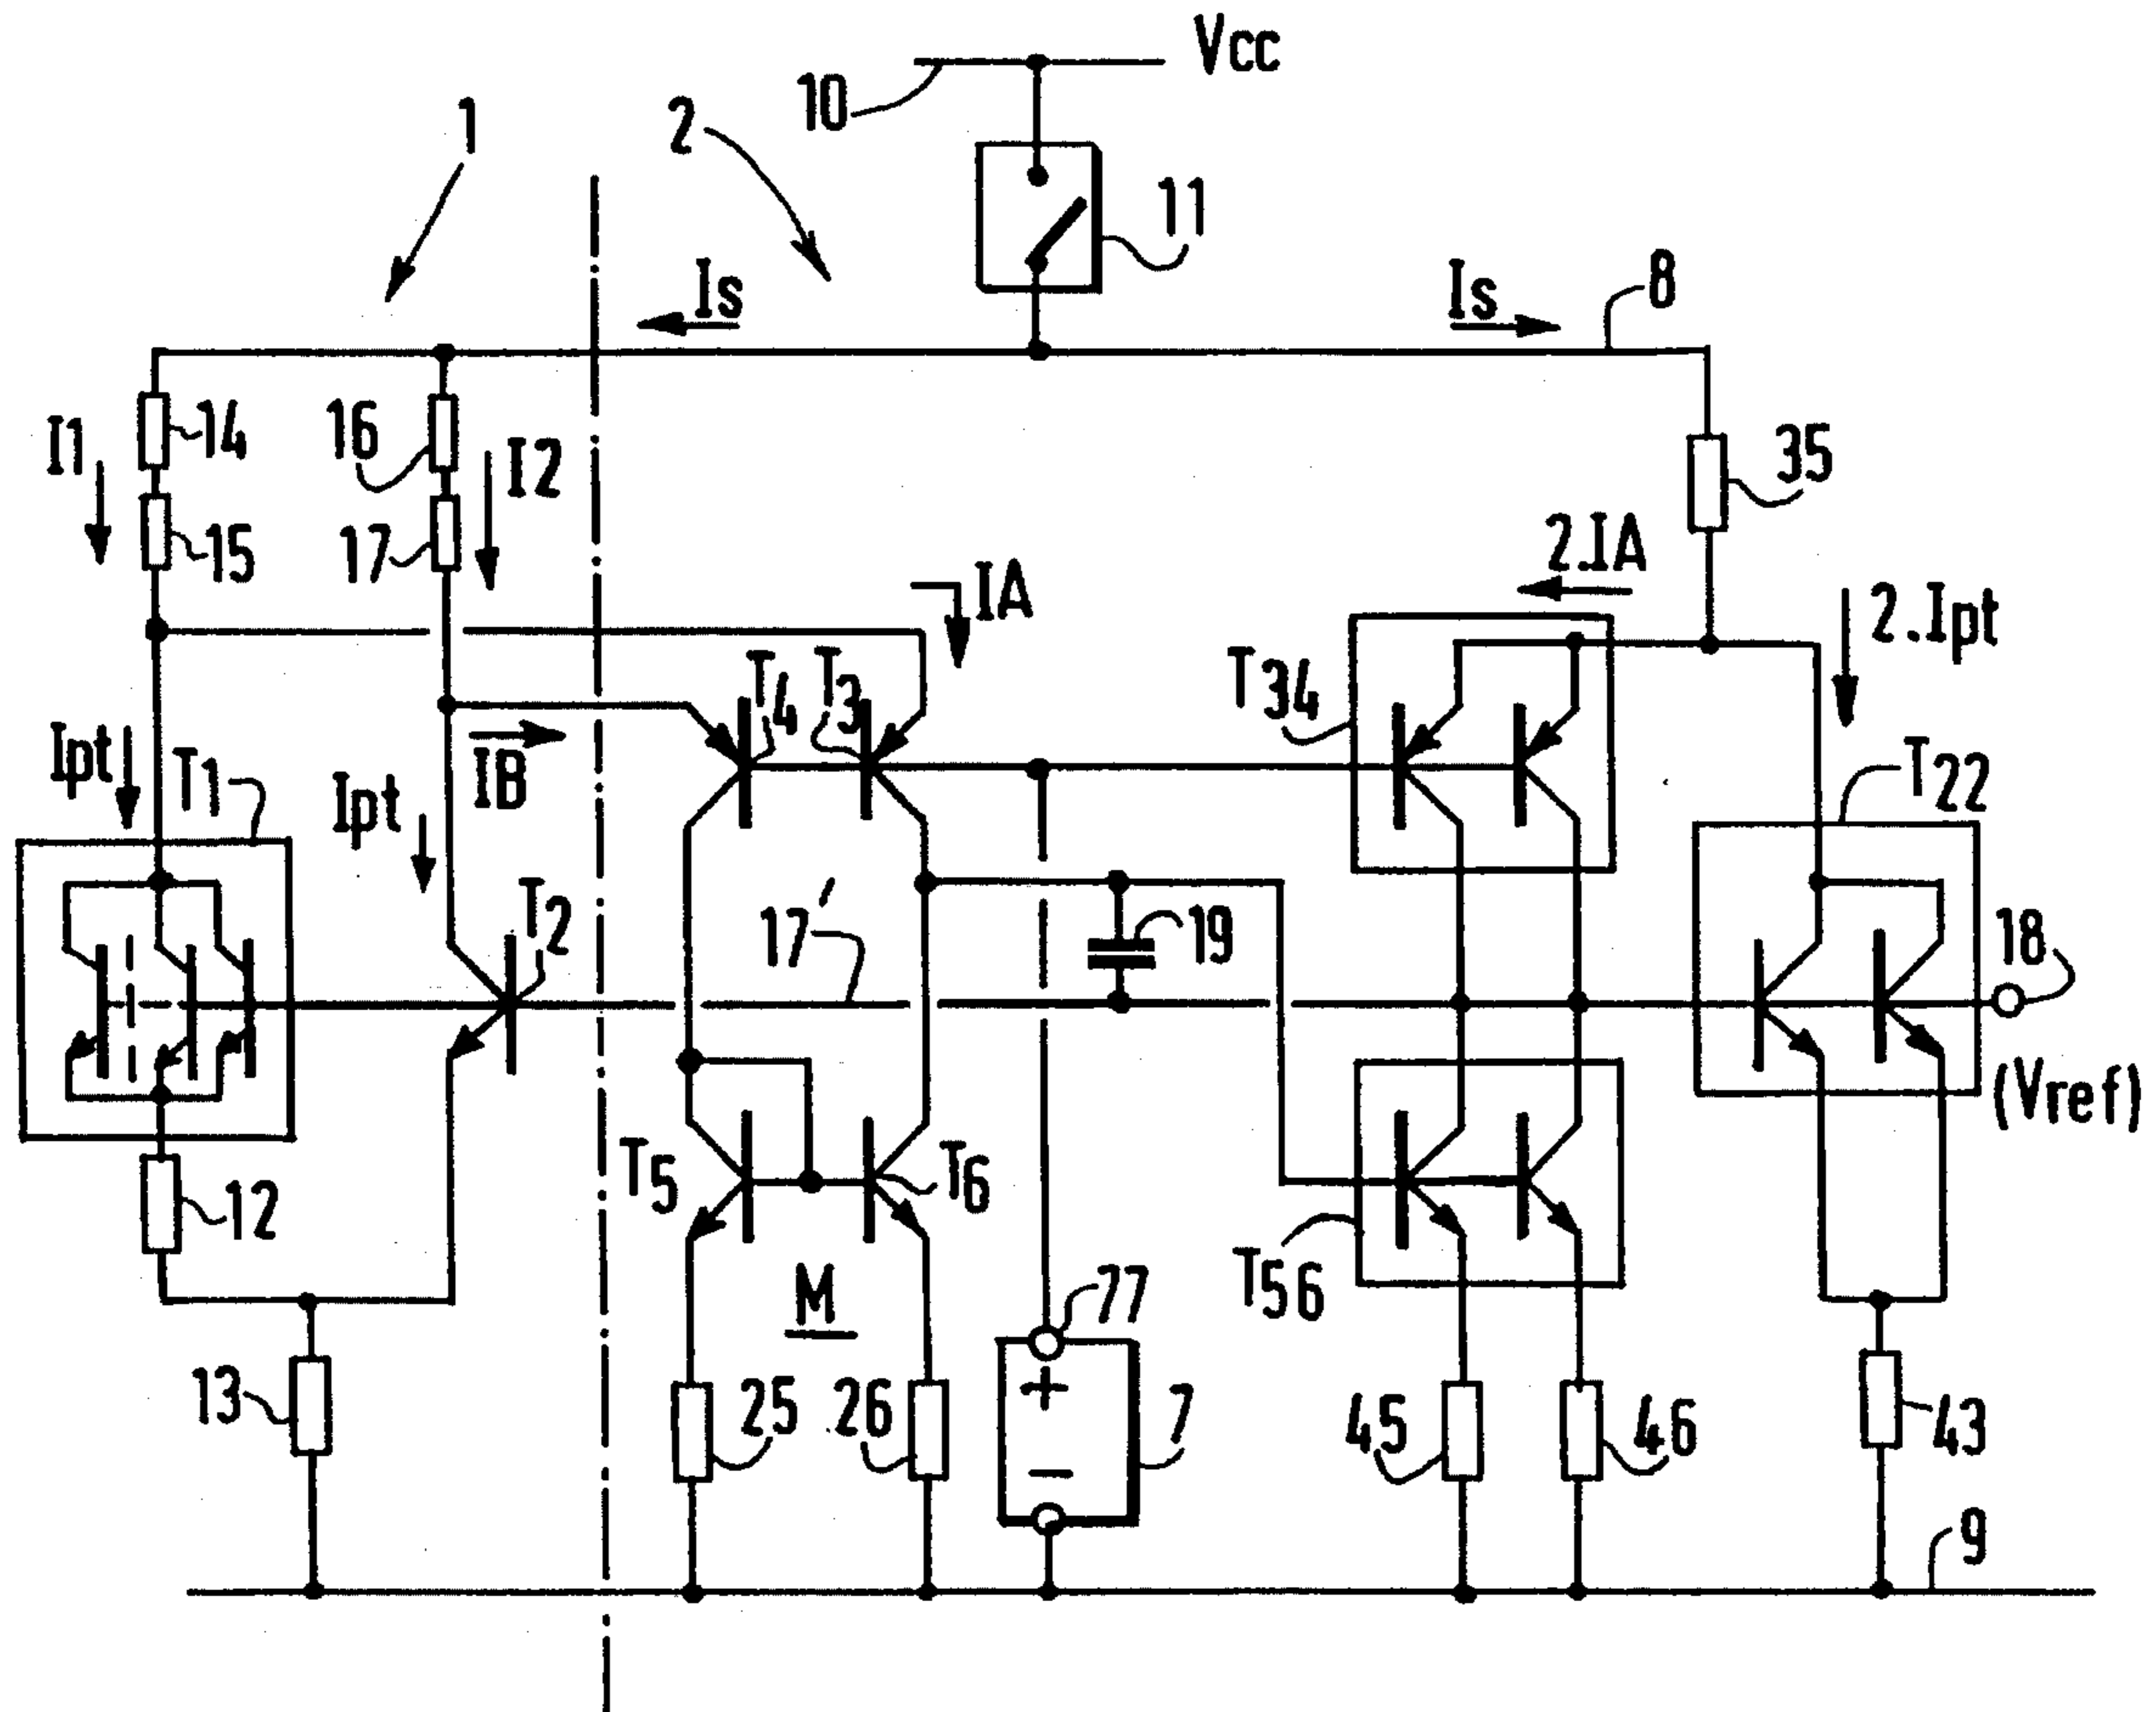 Vcc
10
1
2
11
Is
Is
8
I1
14
16
I2
35
15
17
IA
2.IA
2.Ipt
T4
T3
T34
Ipt
T1
Ipt
IB
T22
T2
17'
19
18
(Vref)
T5
T6
12
T56
M
77
13
25
26
+
7
−
45
46
43
9